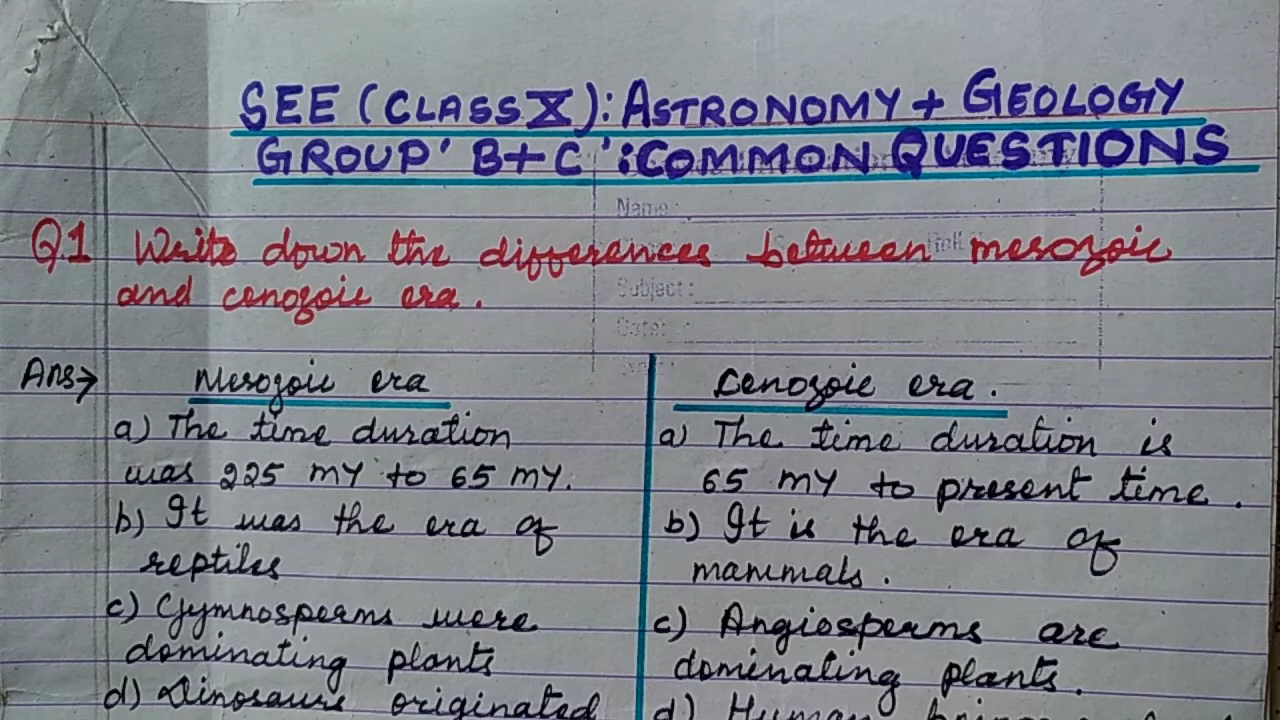 SEE (CLASS X): ASTRONOMY + GEOLOGY
GROUP 'B+C': COMMON QUESTIONS
Name:
Q.1 Write down the differences between mesozoic
and cenozoic era.
Subject:
Date:
Ans→
Mesozoic era
a) The time duration
was 225 MY to 65 MY.
b) It was the era of
reptiles
c) Gymnosperms were
dominating plants
d) Dinosaurs originated
Cenozoic era.
a) The time duration is
65 MY to present time.
b) It is the era of
mammals.
c) Angiosperms are
dominating plants.
d) Human